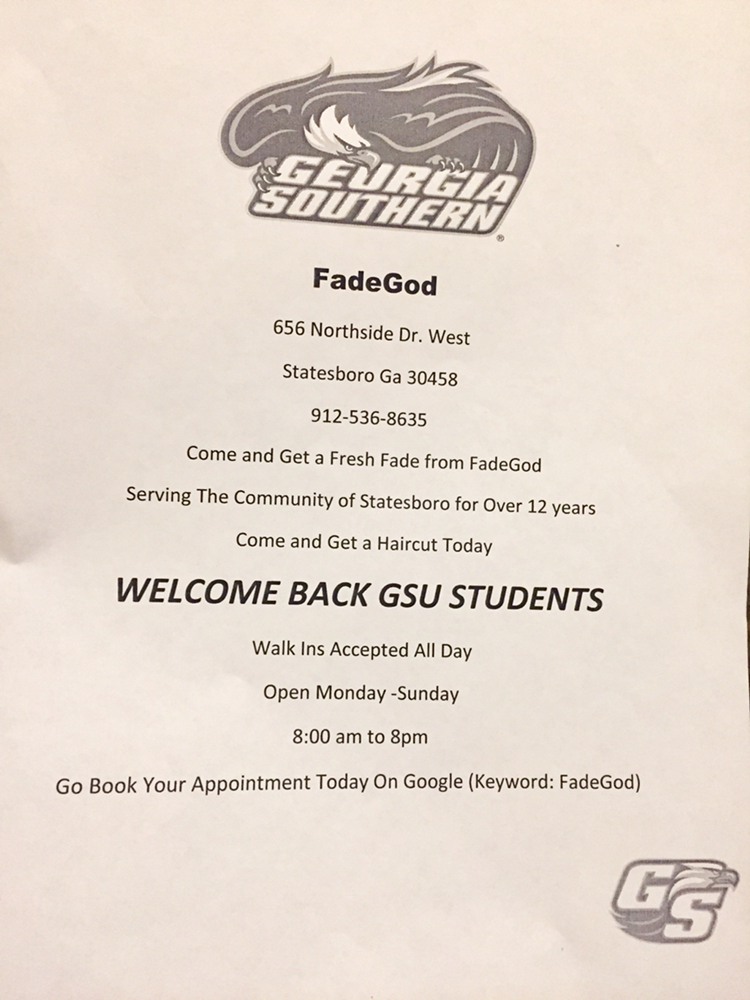 GEORGIA
SOUTHERN
®
FadeGod
656 Northside Dr. West
Statesboro Ga 30458
912-536-8635
Come and Get a Fresh Fade from FadeGod
Serving The Community of Statesboro for Over 12 years
Come and Get a Haircut Today
WELCOME BACK GSU STUDENTS
Walk Ins Accepted All Day
Open Monday -Sunday
8:00 am to 8pm
Go Book Your Appointment Today On Google (Keyword: FadeGod)
GS